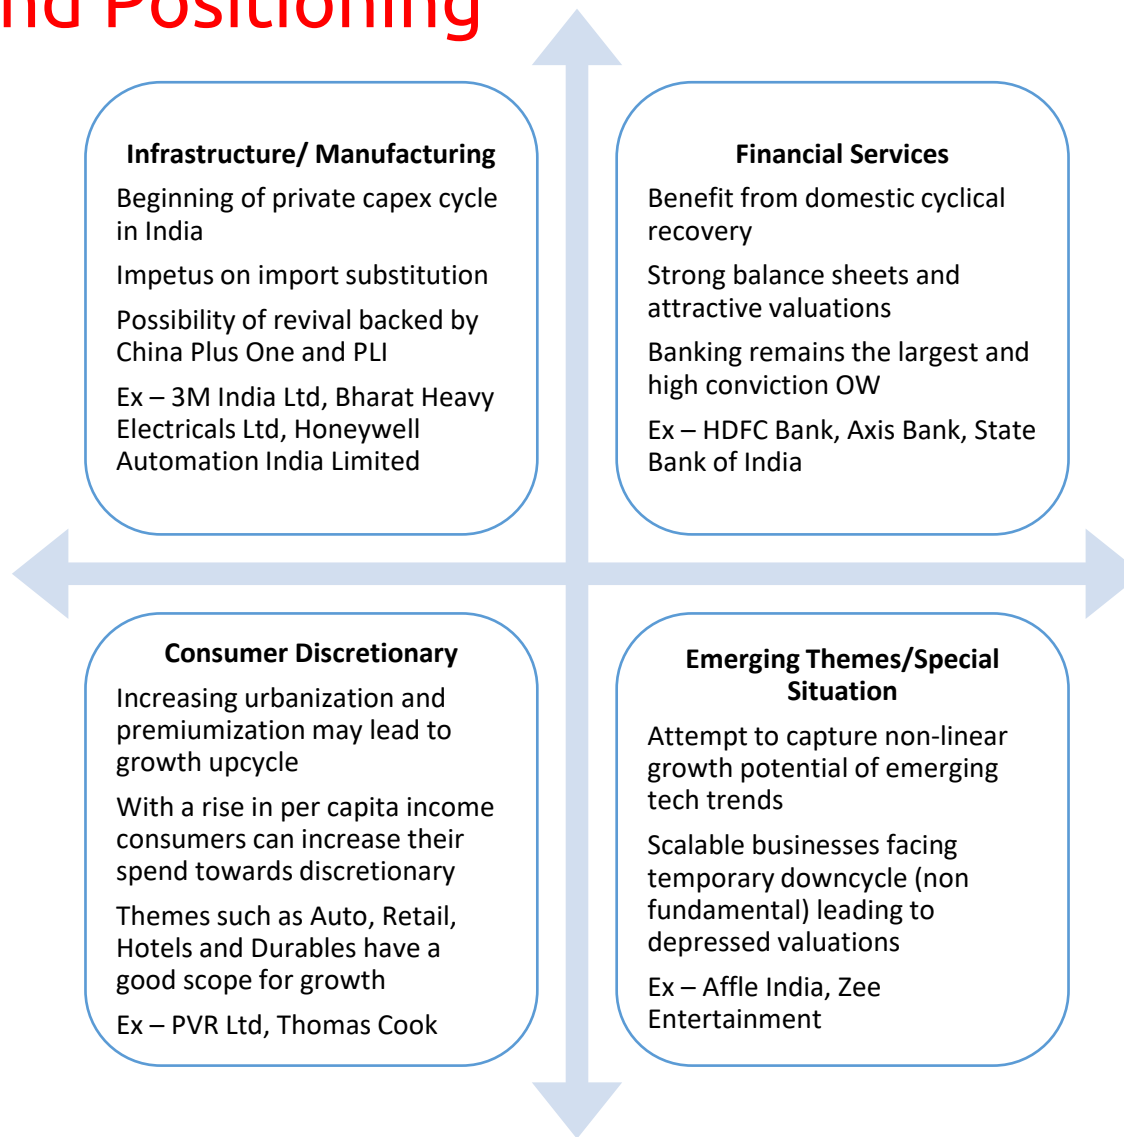 nd Positioning
Infrastructure/ Manufacturing
Beginning of private capex cycle
in India
Impetus on import substitution
Possibility of revival backed by
China Plus One and PLI
Ex – 3M India Ltd, Bharat Heavy
Electricals Ltd, Honeywell
Automation India Limited
Financial Services
Benefit from domestic cyclical
recovery
Strong balance sheets and
attractive valuations
Banking remains the largest and
high conviction OW
Ex – HDFC Bank, Axis Bank, State
Bank of India
Consumer Discretionary
Increasing urbanization and
premiumization may lead to
growth upcycle
With a rise in per capita income
consumers can increase their
spend towards discretionary
Themes such as Auto, Retail,
Hotels and Durables have a
good scope for growth
Ex – PVR Ltd, Thomas Cook
Emerging Themes/Special
Situation
Attempt to capture non-linear
growth potential of emerging
tech trends
Scalable businesses facing
temporary downcycle (non
fundamental) leading to
depressed valuations
Ex – Affle India, Zee
Entertainment